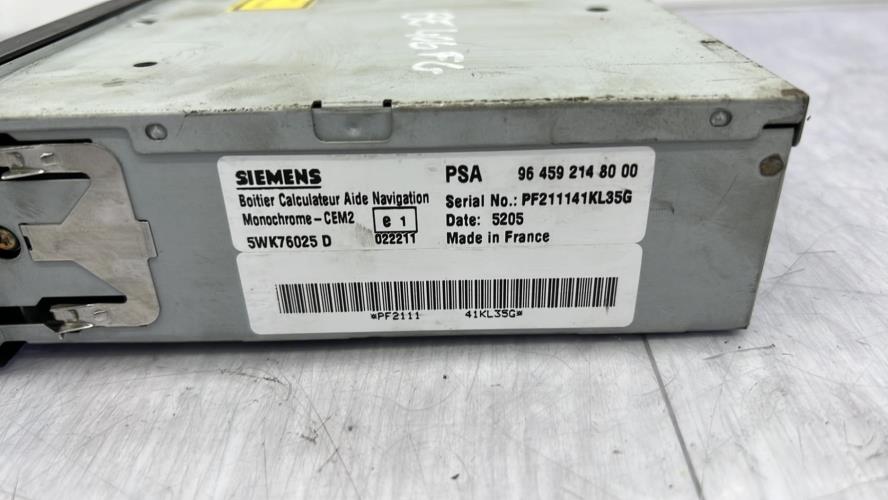 SIEMENS
Boitier Calculateur Aide Navigation
Monochrome-CEM2
e 1
5WK76025 D
022211
PSA 96 459 214 80 00
Serial No.: PF211141KL35G
Date: 5205
Made in France
*PF2111 41KL35G*